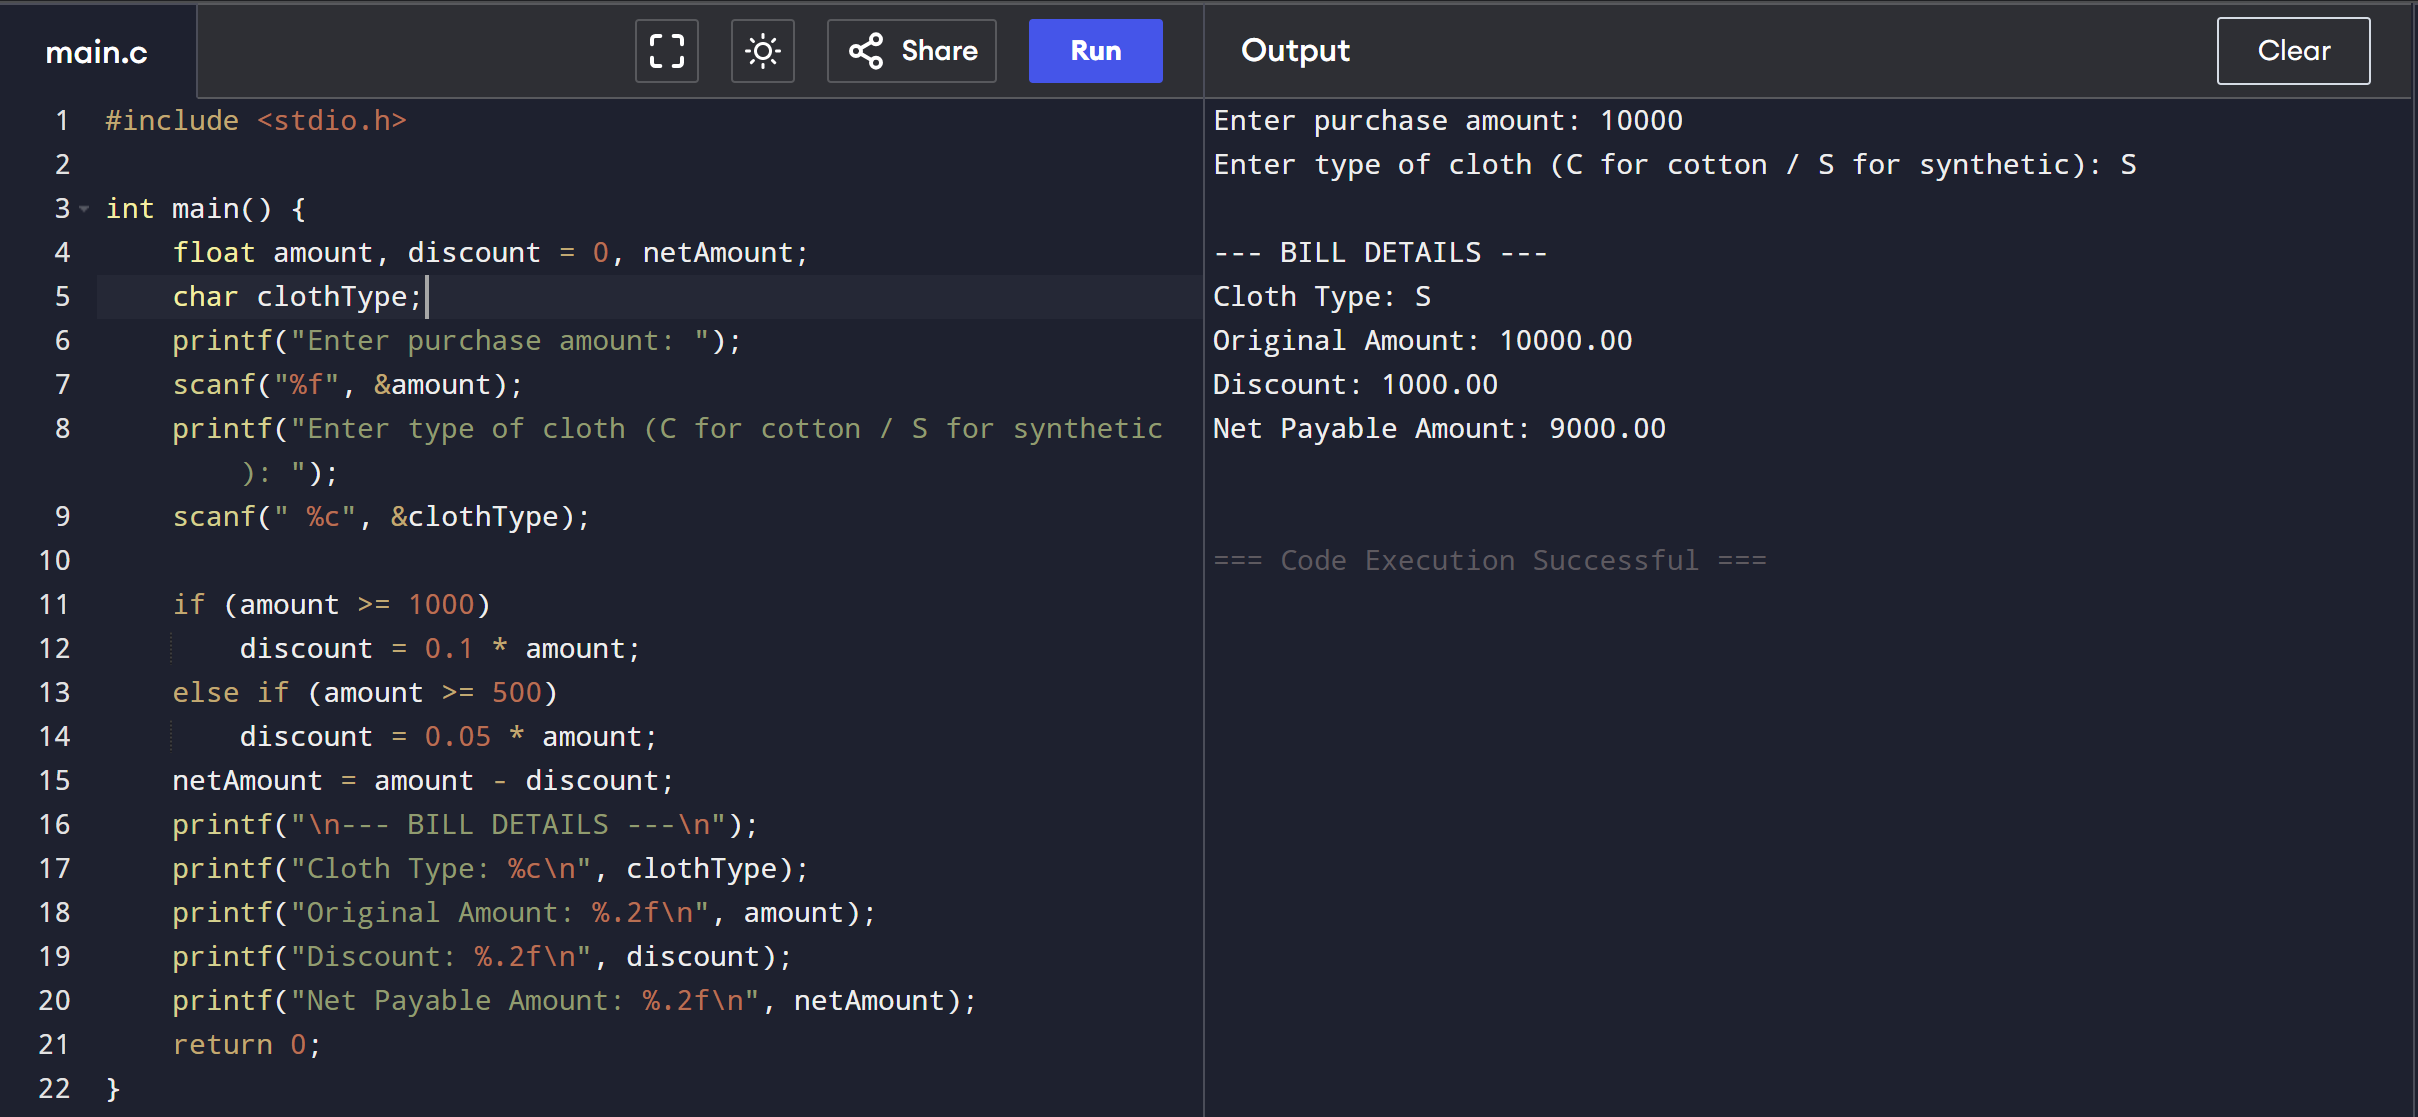 main.c
Share
Run
Output
Clear
1 #include <stdio.h>
2
3 int main() {
4     float amount, discount = 0, netAmount;
5     char clothType;
6     printf("Enter purchase amount: ");
7     scanf("%f", &amount);
8     printf("Enter type of cloth (C for cotton / S for synthetic
        ): ");
9     scanf(" %c", &clothType);
10
11     if (amount >= 1000)
12         discount = 0.1 * amount;
13     else if (amount >= 500)
14         discount = 0.05 * amount;
15     netAmount = amount - discount;
16     printf("\n--- BILL DETAILS ---\n");
17     printf("Cloth Type: %c\n", clothType);
18     printf("Original Amount: %.2f\n", amount);
19     printf("Discount: %.2f\n", discount);
20     printf("Net Payable Amount: %.2f\n", netAmount);
21     return 0;
22 }
Enter purchase amount: 10000
Enter type of cloth (C for cotton / S for synthetic): S

--- BILL DETAILS ---
Cloth Type: S
Original Amount: 10000.00
Discount: 1000.00
Net Payable Amount: 9000.00

=== Code Execution Successful ===